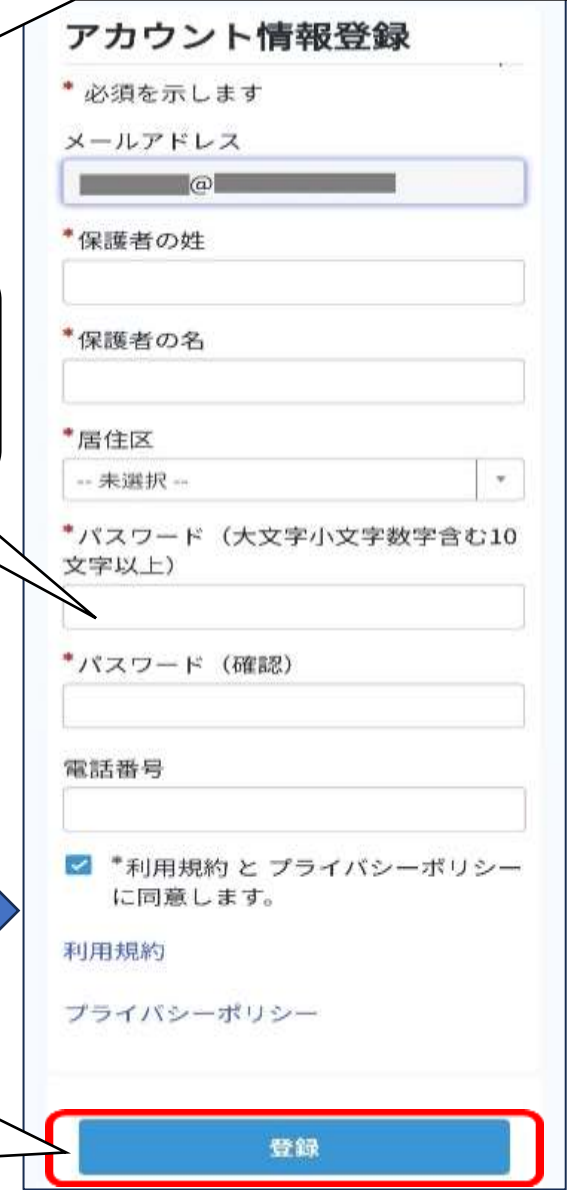 アカウント情報登録
* 必須を示します
メールアドレス
@
*保護者の姓
*保護者の名
*居住区
-- 未選択 --
*パスワード（大文字小文字数字含む10
文字以上）
*パスワード（確認）
電話番号
*利用規約 と プライバシーポリシー
に同意します。
利用規約
プライバシーポリシー
登録